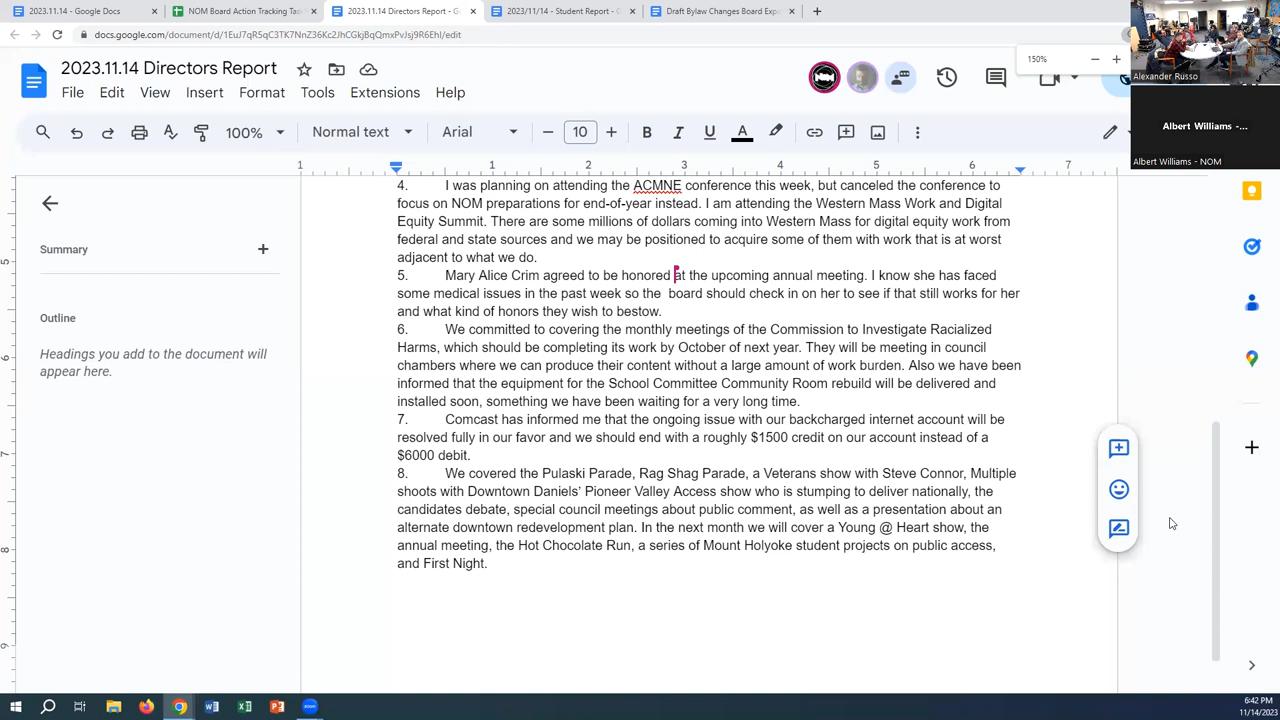 2023.11.14 - Google Docs
NOM Board Action Tracking Tas
2023.11.14 Directors Report - Go
2023/11/14 - Student Report - G
Draft Bylaw Changes Board Exp
docs.google.com/document/d/1EuJ7qR5qC3TK7NnZ36Kc2JhCGkjBqQmxPvJsj9R6EhI/edit
150%
Alexander Russo
2023.11.14 Directors Report
File Edit View Insert Format Tools Extensions Help
100% Normal text Arial 10 B I U A
Albert Williams -...
Albert Williams - NOM
1 1 2 3 4 5 6 7
Summary
Outline
Headings you add to the document will
appear here.
4. I was planning on attending the ACMNE conference this week, but canceled the conference to
focus on NOM preparations for end-of-year instead. I am attending the Western Mass Work and Digital
Equity Summit. There are some millions of dollars coming into Western Mass for digital equity work from
federal and state sources and we may be positioned to acquire some of them with work that is at worst
adjacent to what we do.
5. Mary Alice Crim agreed to be honored at the upcoming annual meeting. I know she has faced
some medical issues in the past week so the board should check in on her to see if that still works for her
and what kind of honors they wish to bestow.
6. We committed to covering the monthly meetings of the Commission to Investigate Racialized
Harms, which should be completing its work by October of next year. They will be meeting in council
chambers where we can produce their content without a large amount of work burden. Also we have been
informed that the equipment for the School Committee Community Room rebuild will be delivered and
installed soon, something we have been waiting for a very long time.
7. Comcast has informed me that the ongoing issue with our backcharged internet account will be
resolved fully in our favor and we should end with a roughly $1500 credit on our account instead of a
$6000 debit.
8. We covered the Pulaski Parade, Rag Shag Parade, a Veterans show with Steve Connor, Multiple
shoots with Downtown Daniels' Pioneer Valley Access show who is stumping to deliver nationally, the
candidates debate, special council meetings about public comment, as well as a presentation about an
alternate downtown redevelopment plan. In the next month we will cover a Young @ Heart show, the
annual meeting, the Hot Chocolate Run, a series of Mount Holyoke student projects on public access,
and First Night.
5
6
7
8
9
6:42 PM
11/14/2023